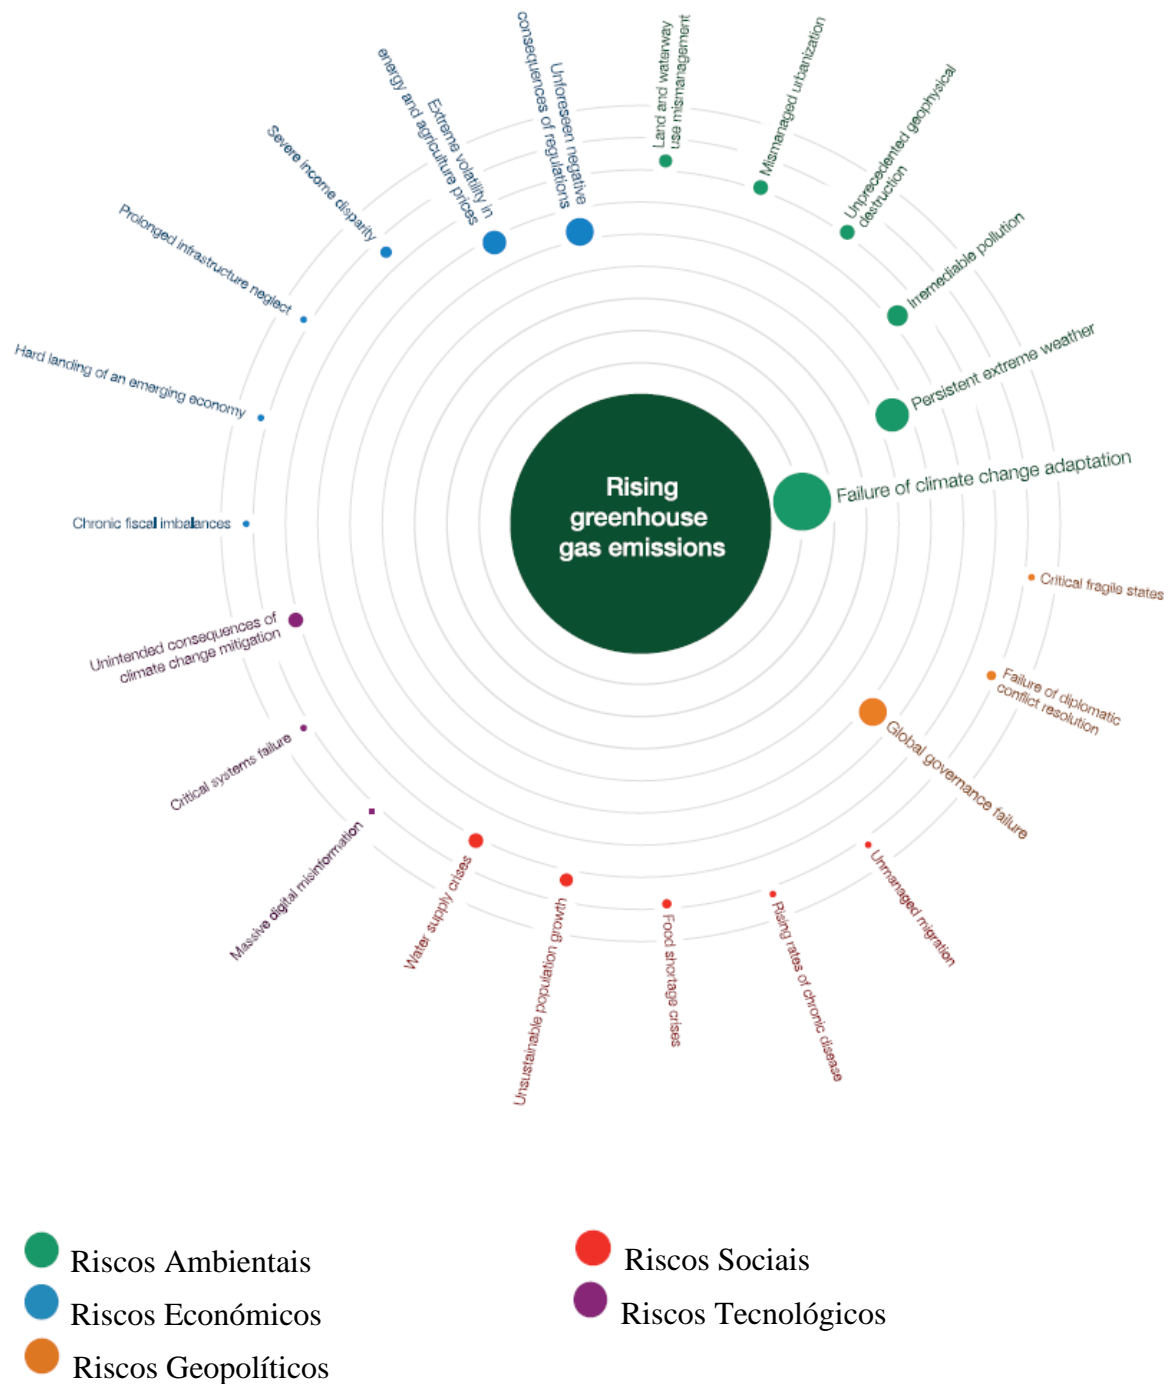 Land and waterway
use mismanagement
Mismanaged urbanization
Unprecedented geophysical
destruction
Irremediable pollution
Persistent extreme weather
Failure of climate change adaptation
Critical fragile states
Failure of diplomatic
conflict resolution
Global governance failure
Unmanaged migration
Rising rates of chronic disease
Food shortage crises
Unsustainable population growth
Water supply crises
Massive digital misinformation
Critical systems failure
Unintended consequences of
climate change mitigation
Chronic fiscal imbalances
Hard landing of an emerging economy
Prolonged infrastructure neglect
Severe income disparity
Extreme volatility in
energy and agriculture prices
Unforeseen negative
consequences of regulations
Rising
greenhouse
gas emissions
Riscos Ambientais
Riscos Económicos
Riscos Geopolíticos
Riscos Sociais
Riscos Tecnológicos